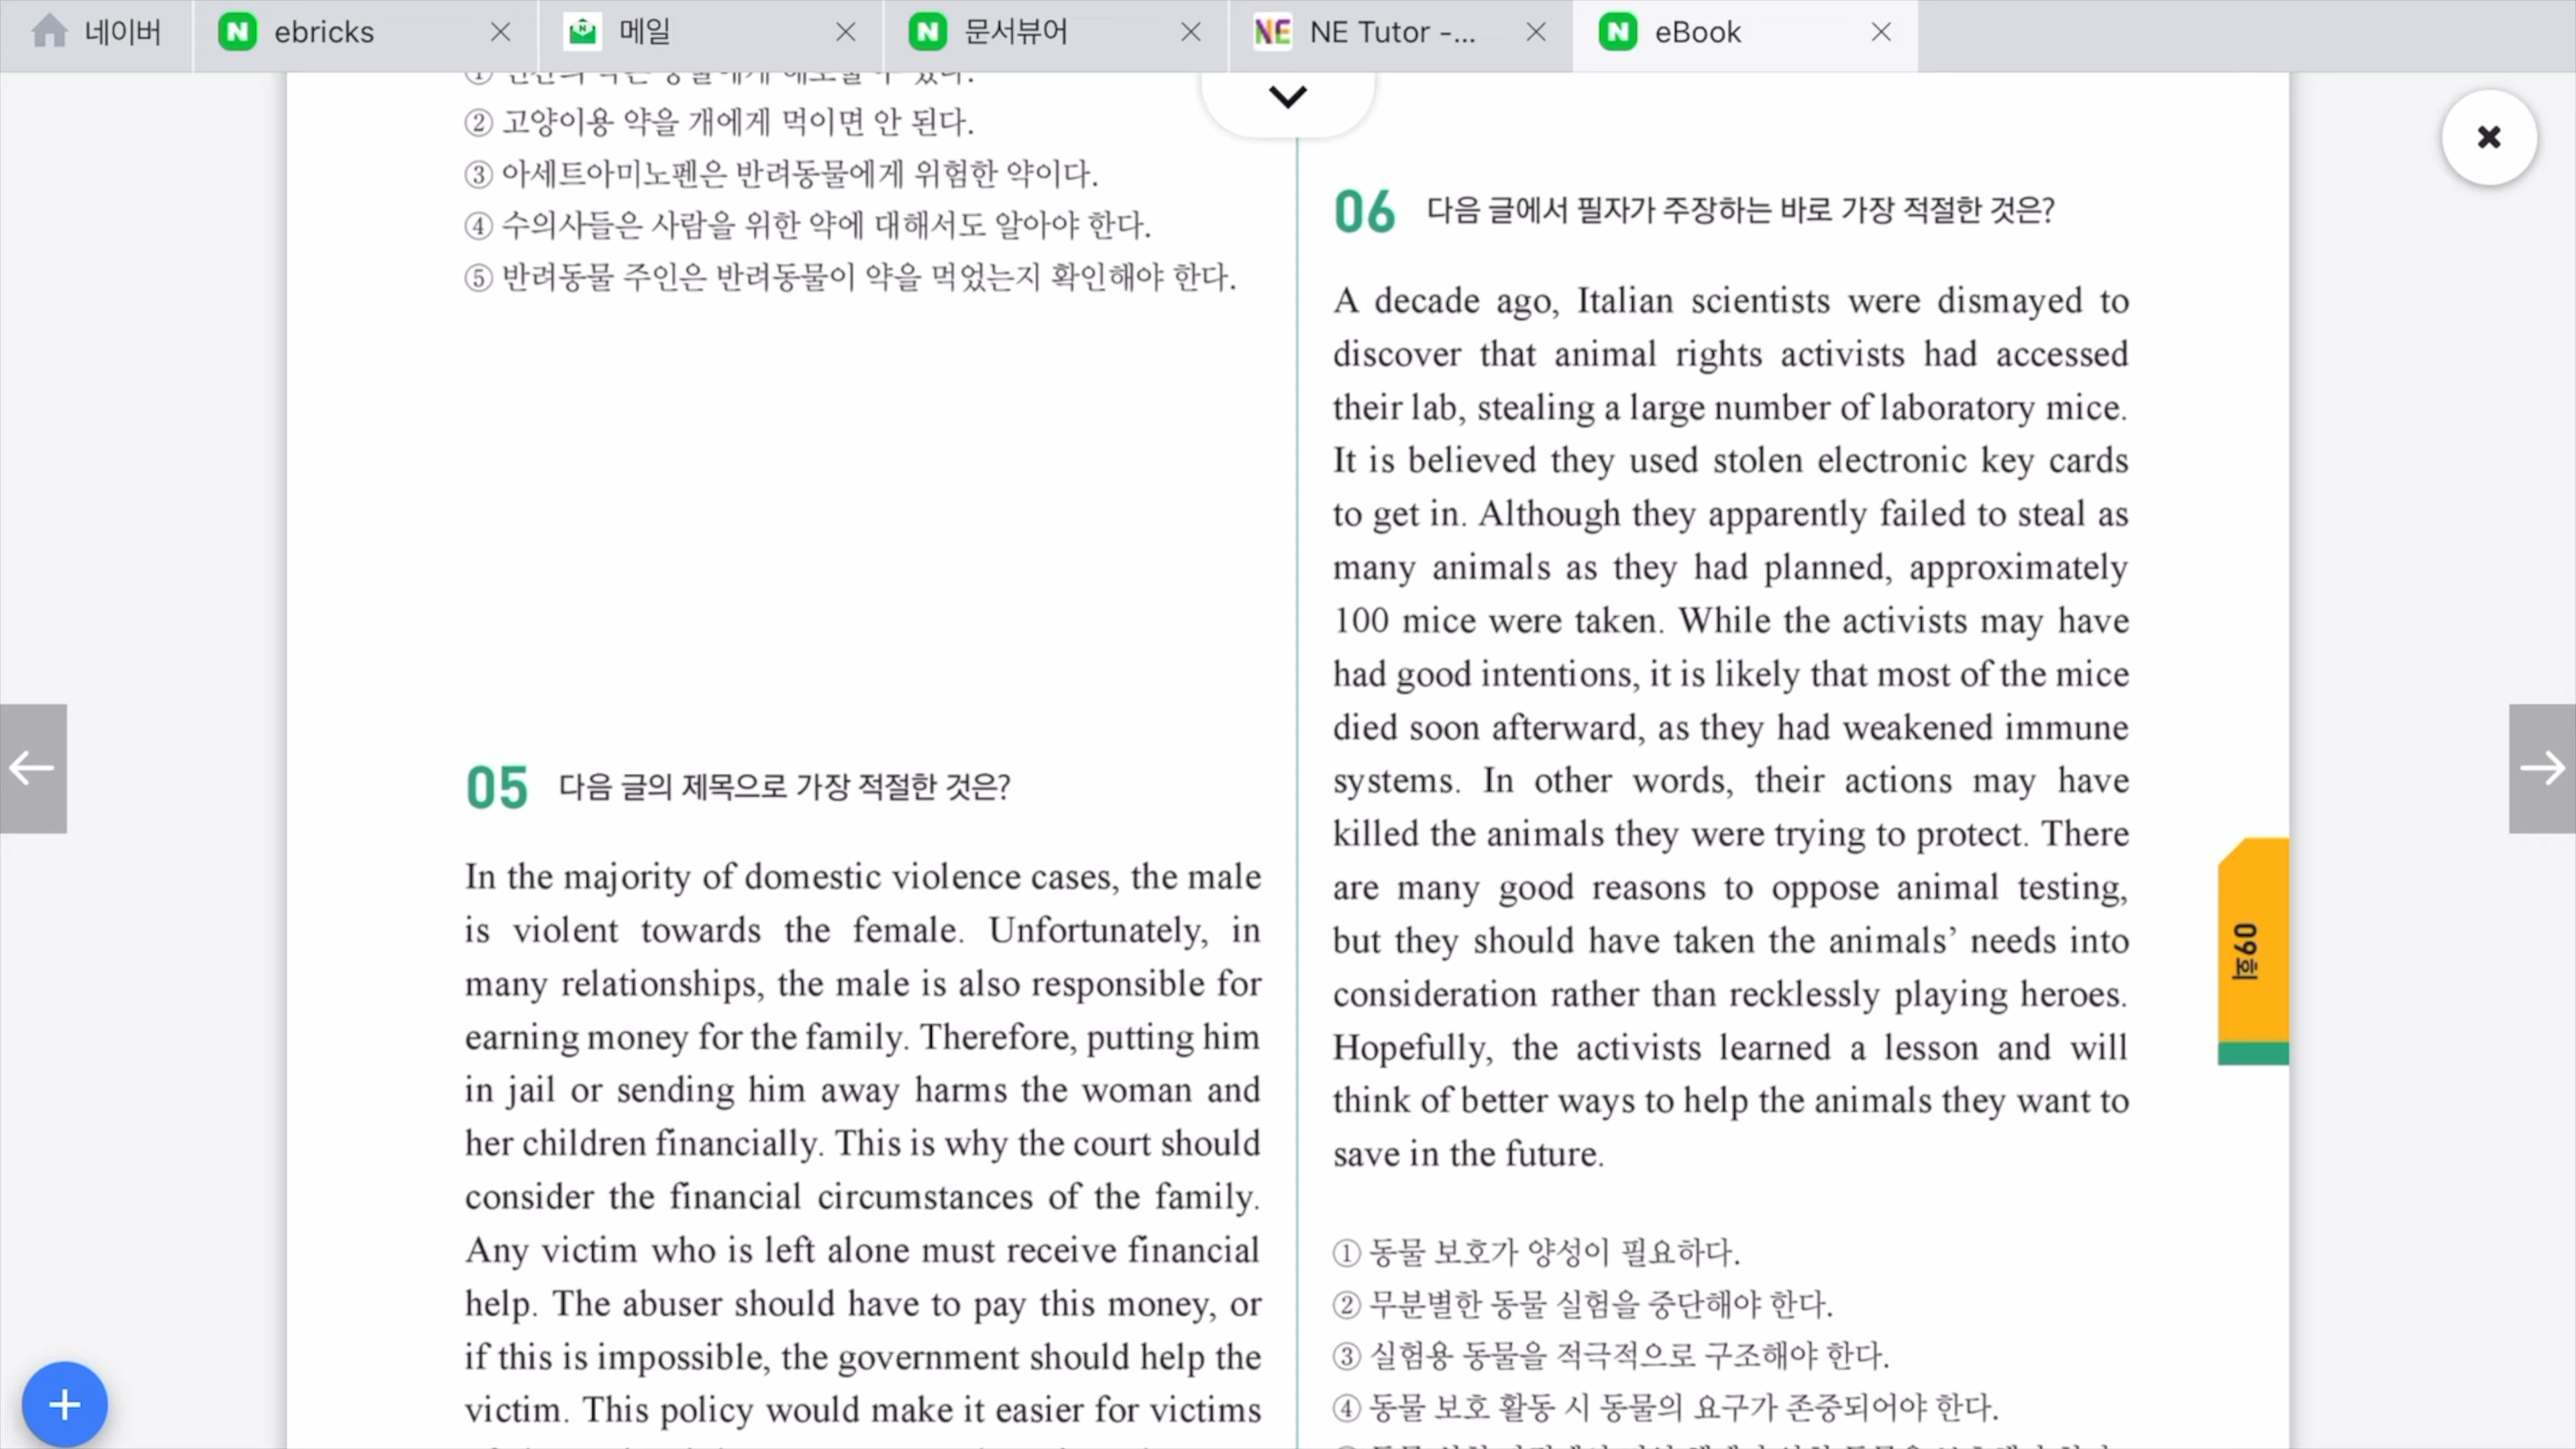 네이버
ebricks
메일
문서뷰어
NE Tutor -...
eBook
② 고양이용 약을 개에게 먹이면 안 된다.
③ 아세트아미노펜은 반려동물에게 위험한 약이다.
④ 수의사들은 사람을 위한 약에 대해서도 알아야 한다.
⑤ 반려동물 주인은 반려동물이 약을 먹었는지 확인해야 한다.
05 다음 글의 제목으로 가장 적절한 것은?
In the majority of domestic violence cases, the male
is violent towards the female. Unfortunately, in
many relationships, the male is also responsible for
earning money for the family. Therefore, putting him
in jail or sending him away harms the woman and
her children financially. This is why the court should
consider the financial circumstances of the family.
Any victim who is left alone must receive financial
help. The abuser should have to pay this money, or
if this is impossible, the government should help the
victim. This policy would make it easier for victims
06 다음 글에서 필자가 주장하는 바로 가장 적절한 것은?
A decade ago, Italian scientists were dismayed to
discover that animal rights activists had accessed
their lab, stealing a large number of laboratory mice.
It is believed they used stolen electronic key cards
to get in. Although they apparently failed to steal as
many animals as they had planned, approximately
100 mice were taken. While the activists may have
had good intentions, it is likely that most of the mice
died soon afterward, as they had weakened immune
systems. In other words, their actions may have
killed the animals they were trying to protect. There
are many good reasons to oppose animal testing,
but they should have taken the animals’ needs into
consideration rather than recklessly playing heroes.
Hopefully, the activists learned a lesson and will
think of better ways to help the animals they want to
save in the future.
① 동물 보호가 양성이 필요하다.
② 무분별한 동물 실험을 중단해야 한다.
③ 실험용 동물을 적극적으로 구조해야 한다.
④ 동물 보호 활동 시 동물의 요구가 존중되어야 한다.
09회